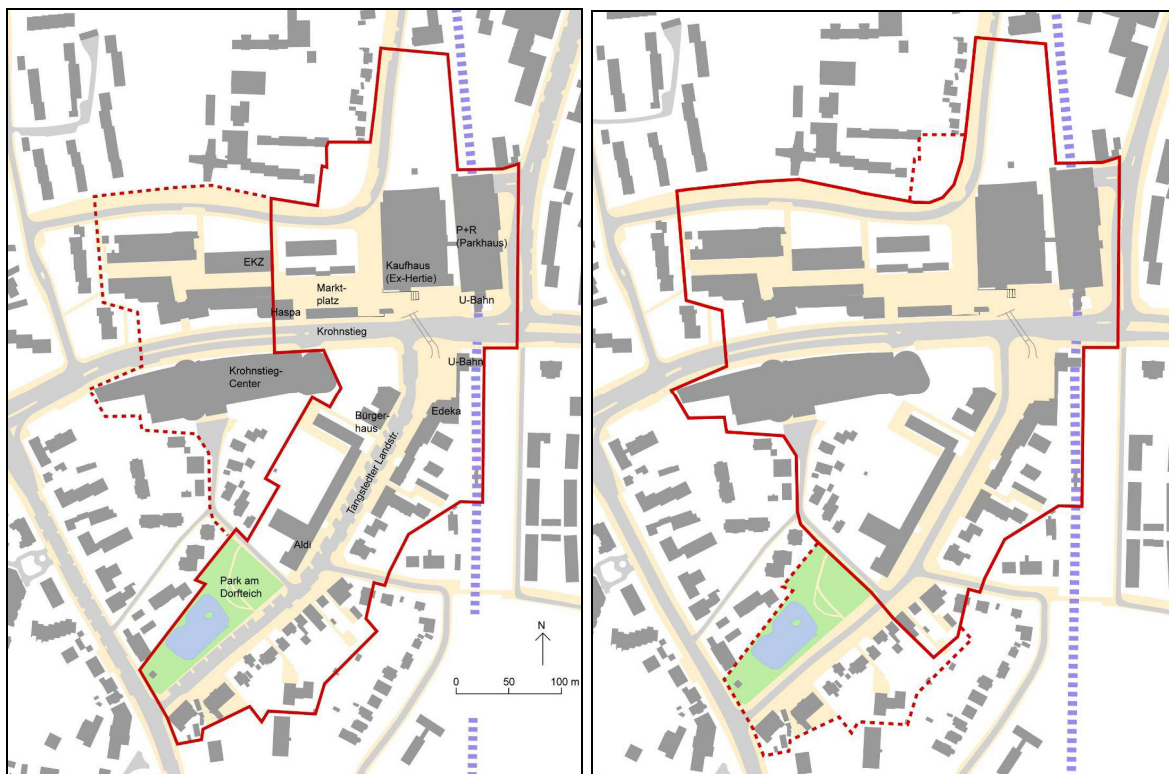 P+R
(Parkhaus)
EKZ
Kaufhaus
(Ex-Hertie)
Markt-
platz
U-Bahn
Haspa
Krohnstieg
U-Bahn
Krohnstieg-
Center
Bürger-
haus
Edeka
Tangstedter Landstr.
Aldi
Park am
Dorfteich
N
0 50 100 m